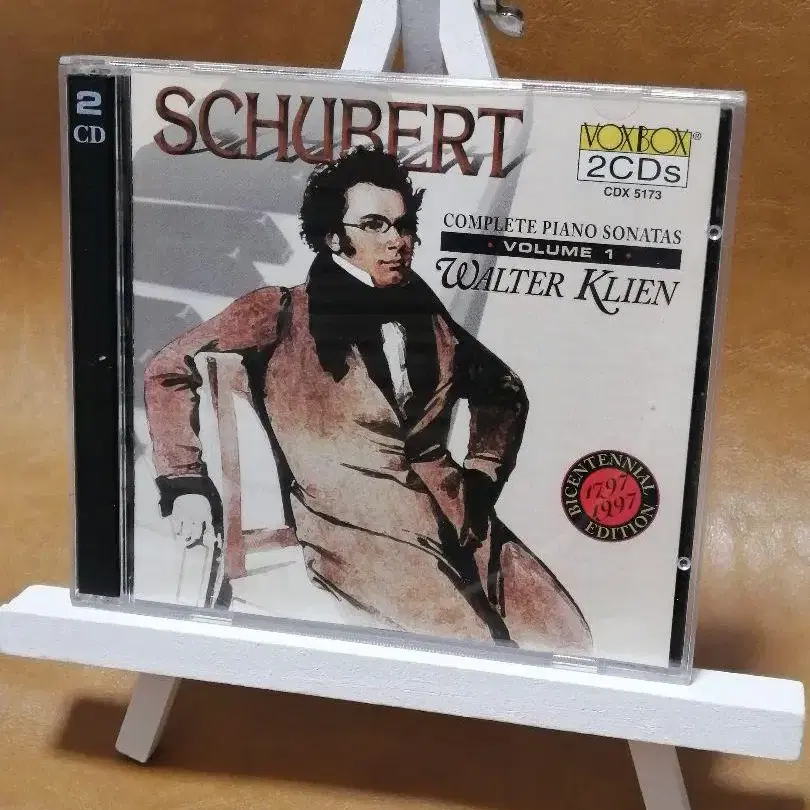 2
CD
SCHUBERT
VOXBOX®
2CDs
CDX 5173
COMPLETE PIANO SONATAS
• VOLUME 1 •
WALTER KLIEN
BICENTENNIAL
1797
1997
EDITION